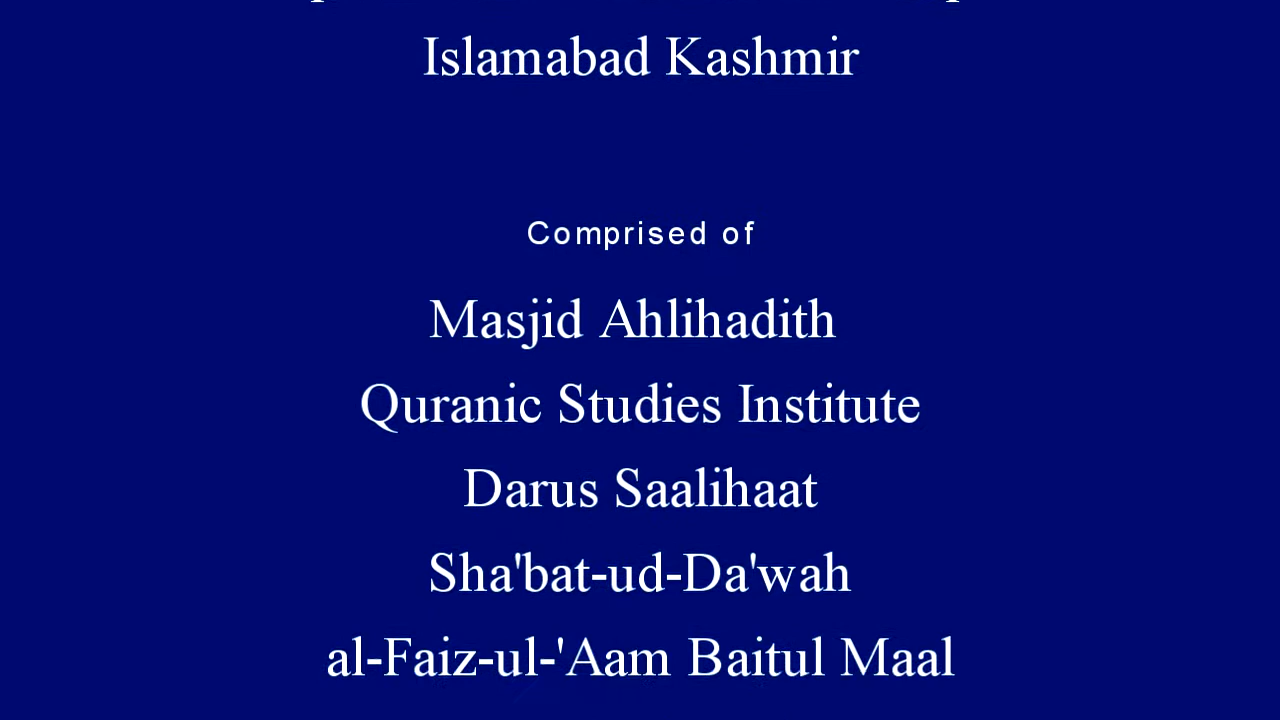 Islamabad Kashmir
Comprised of
Masjid Ahlihadith
Quranic Studies Institute
Darus Saalihaat
Sha'bat-ud-Da'wah
al-Faiz-ul-'Aam Baitul Maal